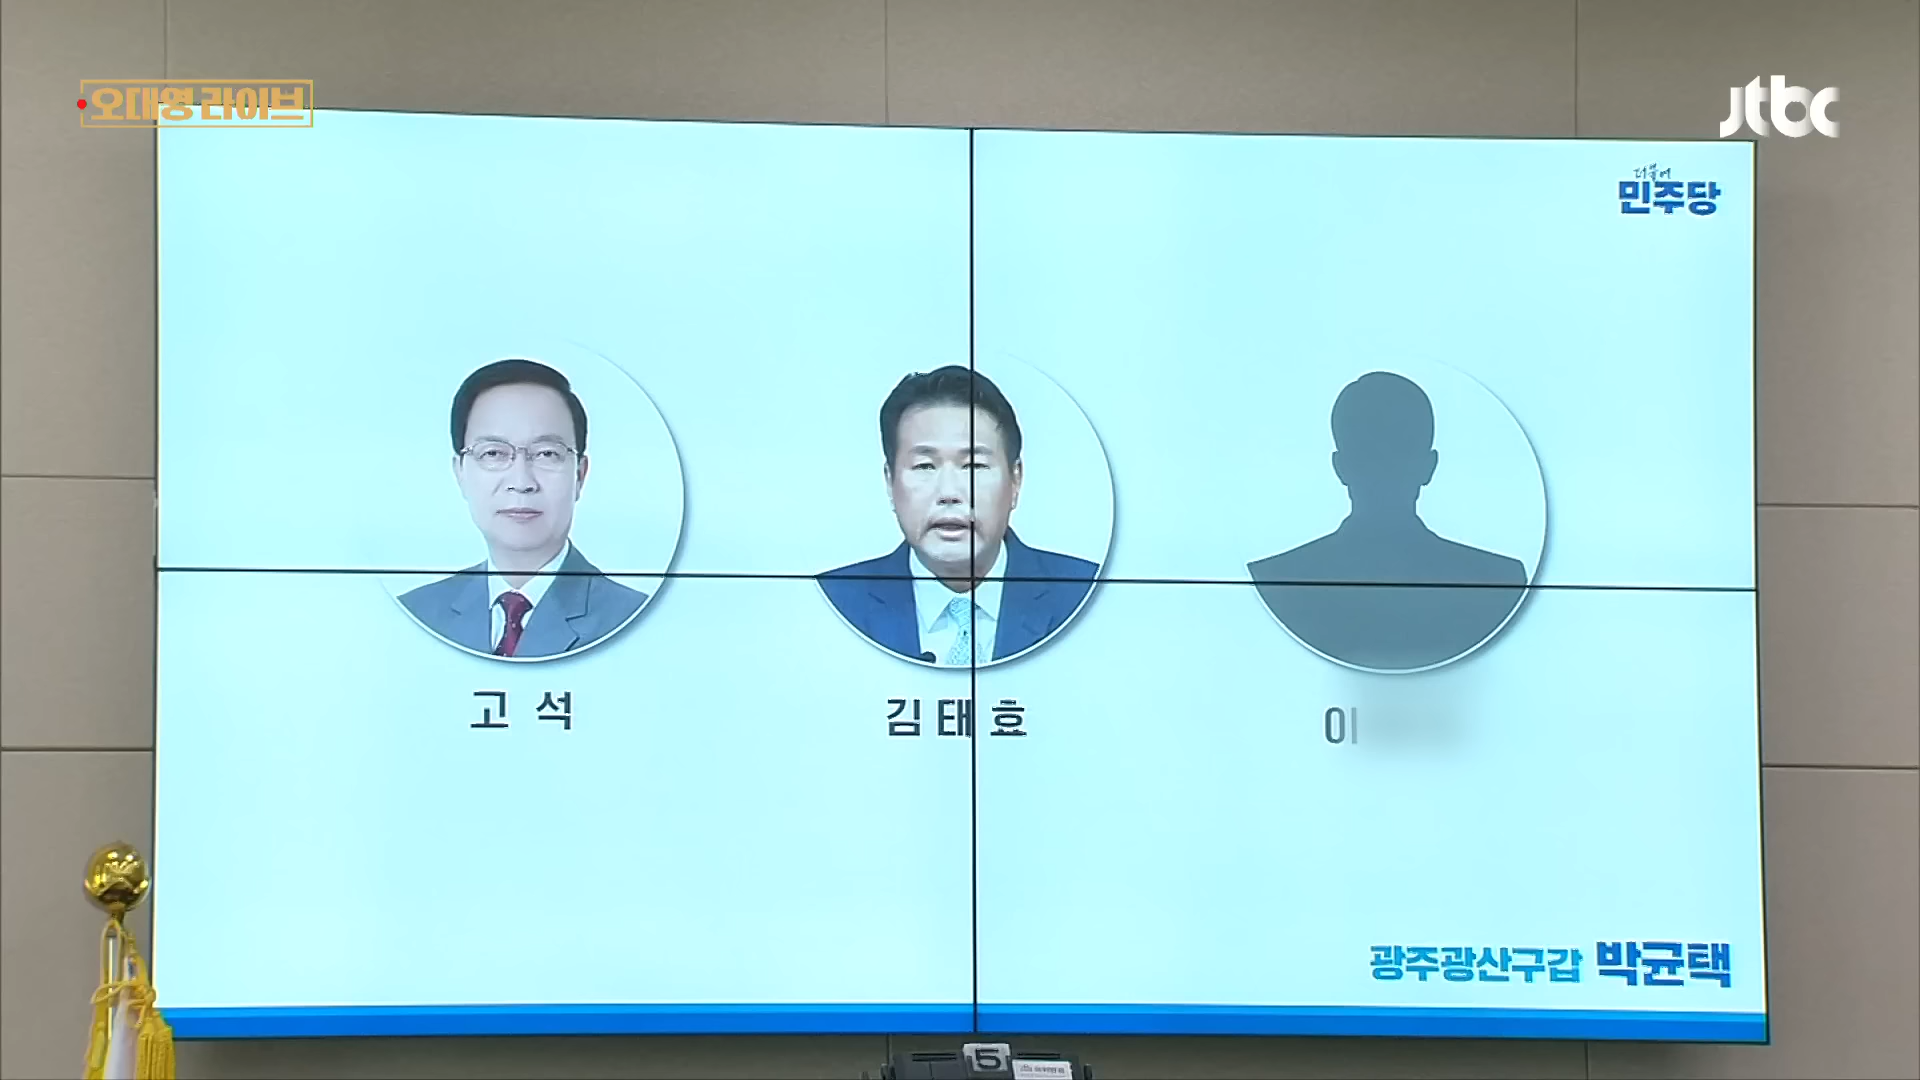 오대영 라이브
jtbc
더불어
민주당
고 석
김태효
이
광주광산구갑 박균택
5